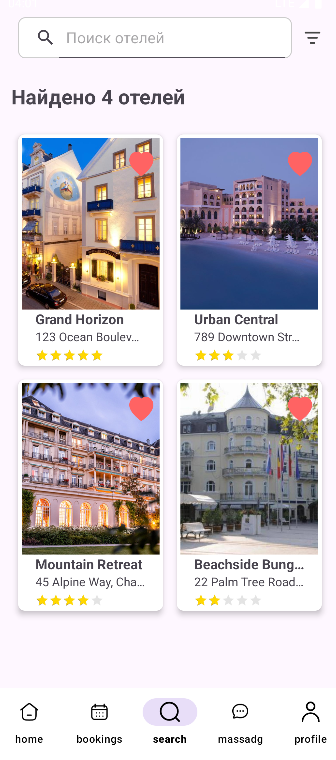 Поиск отелей
Найдено 4 отелей
Grand Horizon
123 Ocean Boulev...
Urban Central
789 Downtown Str...
Mountain Retreat
45 Alpine Way, Cha...
Beachside Bung...
22 Palm Tree Road...
home
bookings
search
massadg
profile